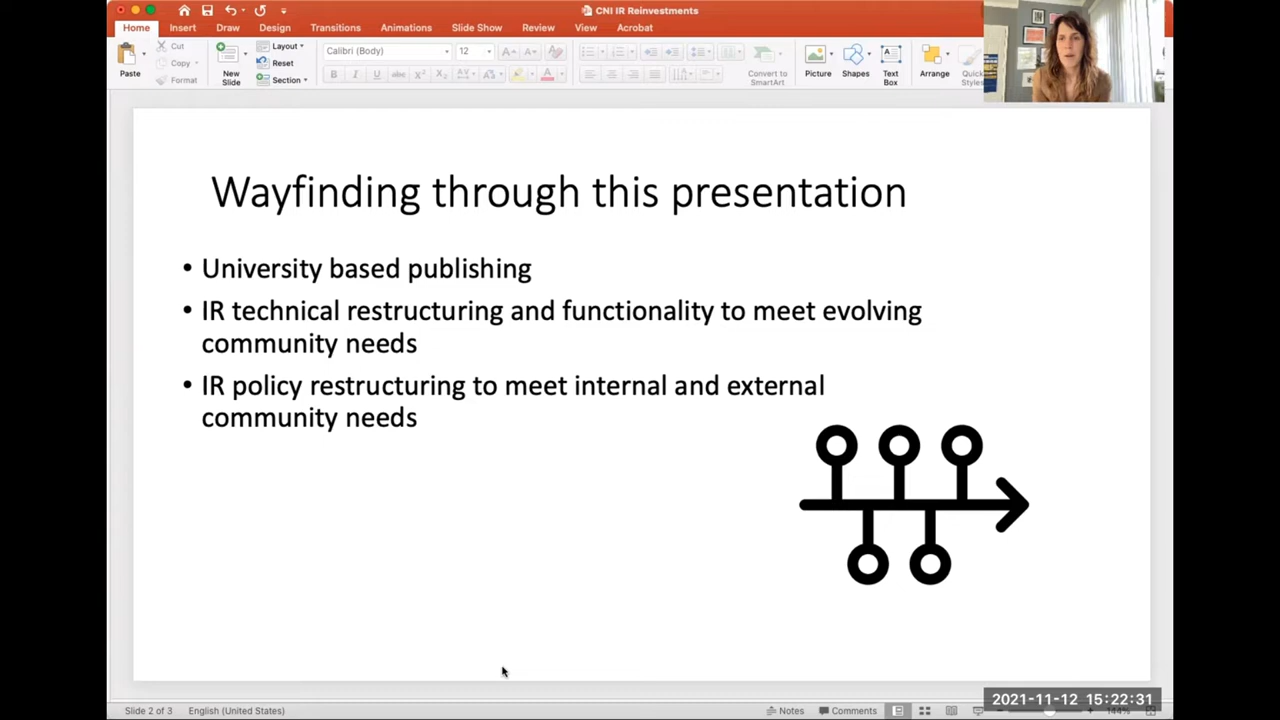 CNI IR Reinvestments
Home Insert Draw Design Transitions Animations Slide Show Review View Acrobat
Paste
Cut
Copy
Format
New Slide
Layout
Reset
Section
Calibri (Body) 12
Convert to SmartArt
Picture
Shapes
Text Box
Arrange
Quick
Styles
Wayfinding through this presentation
• University based publishing
• IR technical restructuring and functionality to meet evolving
community needs
• IR policy restructuring to meet internal and external
community needs
2021-11-12 15:22:31
Slide 2 of 3 English (United States) Notes Comments 144%